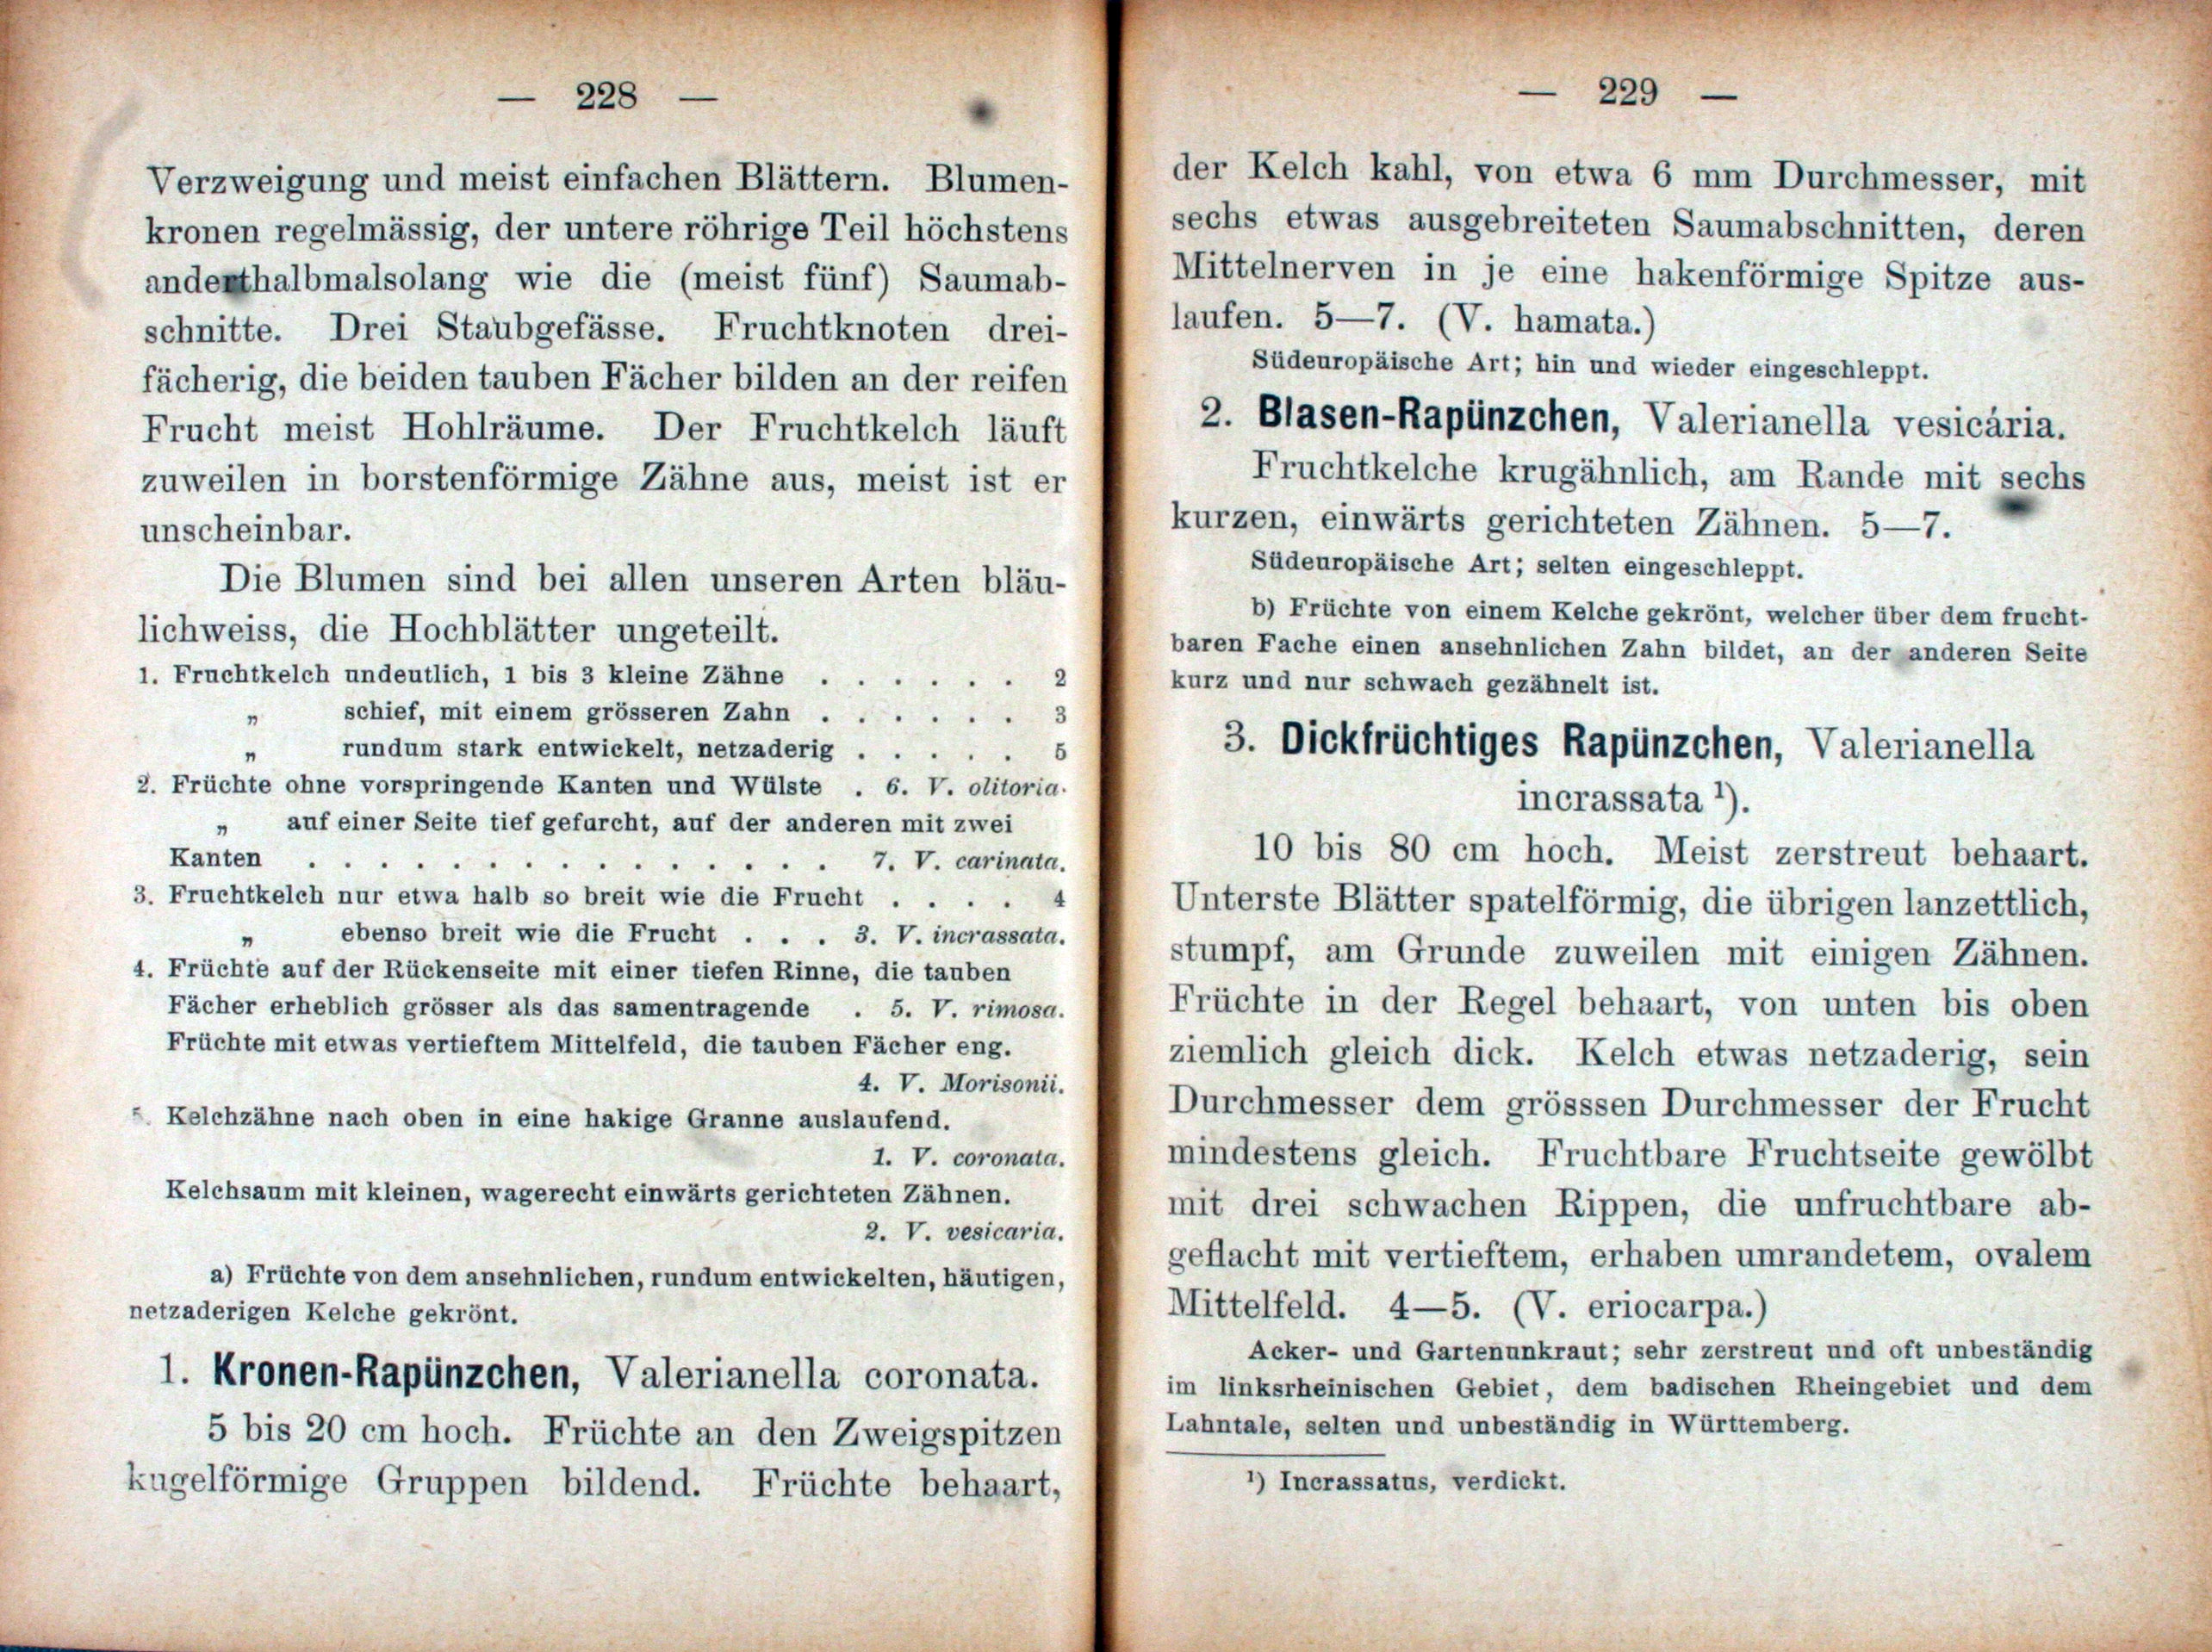 — 228 —
Verzweigung und meist einfachen Blättern. Blumen-
kronen regelmässig, der untere röhrige Teil höchstens
anderthalbmalsolang wie die (meist fünf) Saumab-
schnitte. Drei Staubgefässe. Fruchtknoten drei-
fächerig, die beiden tauben Fächer bilden an der reifen
Frucht meist Hohlräume. Der Fruchtkelch läuft
zuweilen in borstenförmige Zähne aus, meist ist er
unscheinbar.
Die Blumen sind bei allen unseren Arten bläu-
lichweiss, die Hochblätter ungeteilt.
1. Fruchtkelch undeutlich, 1 bis 3 kleine Zähne . . . . . . 2
„ schief, mit einem grösseren Zahn . . . . . . 3
„ rundum stark entwickelt, netzaderig . . . . . 5
2. Früchte ohne vorspringende Kanten und Wülste . 6. V. olitoria.
„ auf einer Seite tief gefurcht, auf der anderen mit zwei
Kanten . . . . . . . . . . . . . . . 7. V. carinata.
3. Fruchtkelch nur etwa halb so breit wie die Frucht . . . . 4
„ ebenso breit wie die Frucht . . . 3. V. incrassata.
4. Früchte auf der Rückenseite mit einer tiefen Rinne, die tauben
Fächer erheblich grösser als das samentragende . 5. V. rimosa.
Früchte mit etwas vertieftem Mittelfeld, die tauben Fächer eng.
4. V. Morisonii.
Kelchzähne nach oben in eine hakige Granne auslaufend.
1. V. coronata.
Kelchsaum mit kleinen, wagerecht einwärts gerichteten Zähnen.
2. V. vesicaria.
a) Früchte von dem ansehnlichen, rundum entwickelten, häutigen,
netzaderigen Kelche gekrönt.
1. Kronen-Rapünzchen, Valerianella coronata.
5 bis 20 cm hoch. Früchte an den Zweigspitzen
kugelförmige Gruppen bildend. Früchte behaart,
— 229 —
der Kelch kahl, von etwa 6 mm Durchmesser, mit
sechs etwas ausgebreiteten Saumabschnitten, deren
Mittelnerven in je eine hakenförmige Spitze aus-
laufen. 5—7. (V. hamata.)
Südeuropäische Art; hin und wieder eingeschleppt.
2. Blasen-Rapünzchen, Valerianella vesicária.
Fruchtkelche krugähnlich, am Rande mit sechs
kurzen, einwärts gerichteten Zähnen. 5—7.
Südeuropäische Art; selten eingeschleppt.
b) Früchte von einem Kelche gekrönt, welcher über dem frucht-
baren Fache einen ansehnlichen Zahn bildet, an der anderen Seite
kurz und nur schwach gezähnelt ist.
3. Dickfrüchtiges Rapünzchen, Valerianella
incrassata ¹).
10 bis 80 cm hoch. Meist zerstreut behaart.
Unterste Blätter spatelförmig, die übrigen lanzettlich,
stumpf, am Grunde zuweilen mit einigen Zähnen.
Früchte in der Regel behaart, von unten bis oben
ziemlich gleich dick. Kelch etwas netzaderig, sein
Durchmesser dem grösssen Durchmesser der Frucht
mindestens gleich. Fruchtbare Fruchtseite gewölbt
mit drei schwachen Rippen, die unfruchtbare ab-
geflacht mit vertieftem, erhaben umrandetem, ovalem
Mittelfeld. 4—5. (V. eriocarpa.)
Acker- und Gartenunkraut; sehr zerstreut und oft unbeständig
im linksrheinischen Gebiet, dem badischen Rheingebiet und dem
Lahntale, selten und unbeständig in Württemberg.
¹) Incrassatus, verdickt.